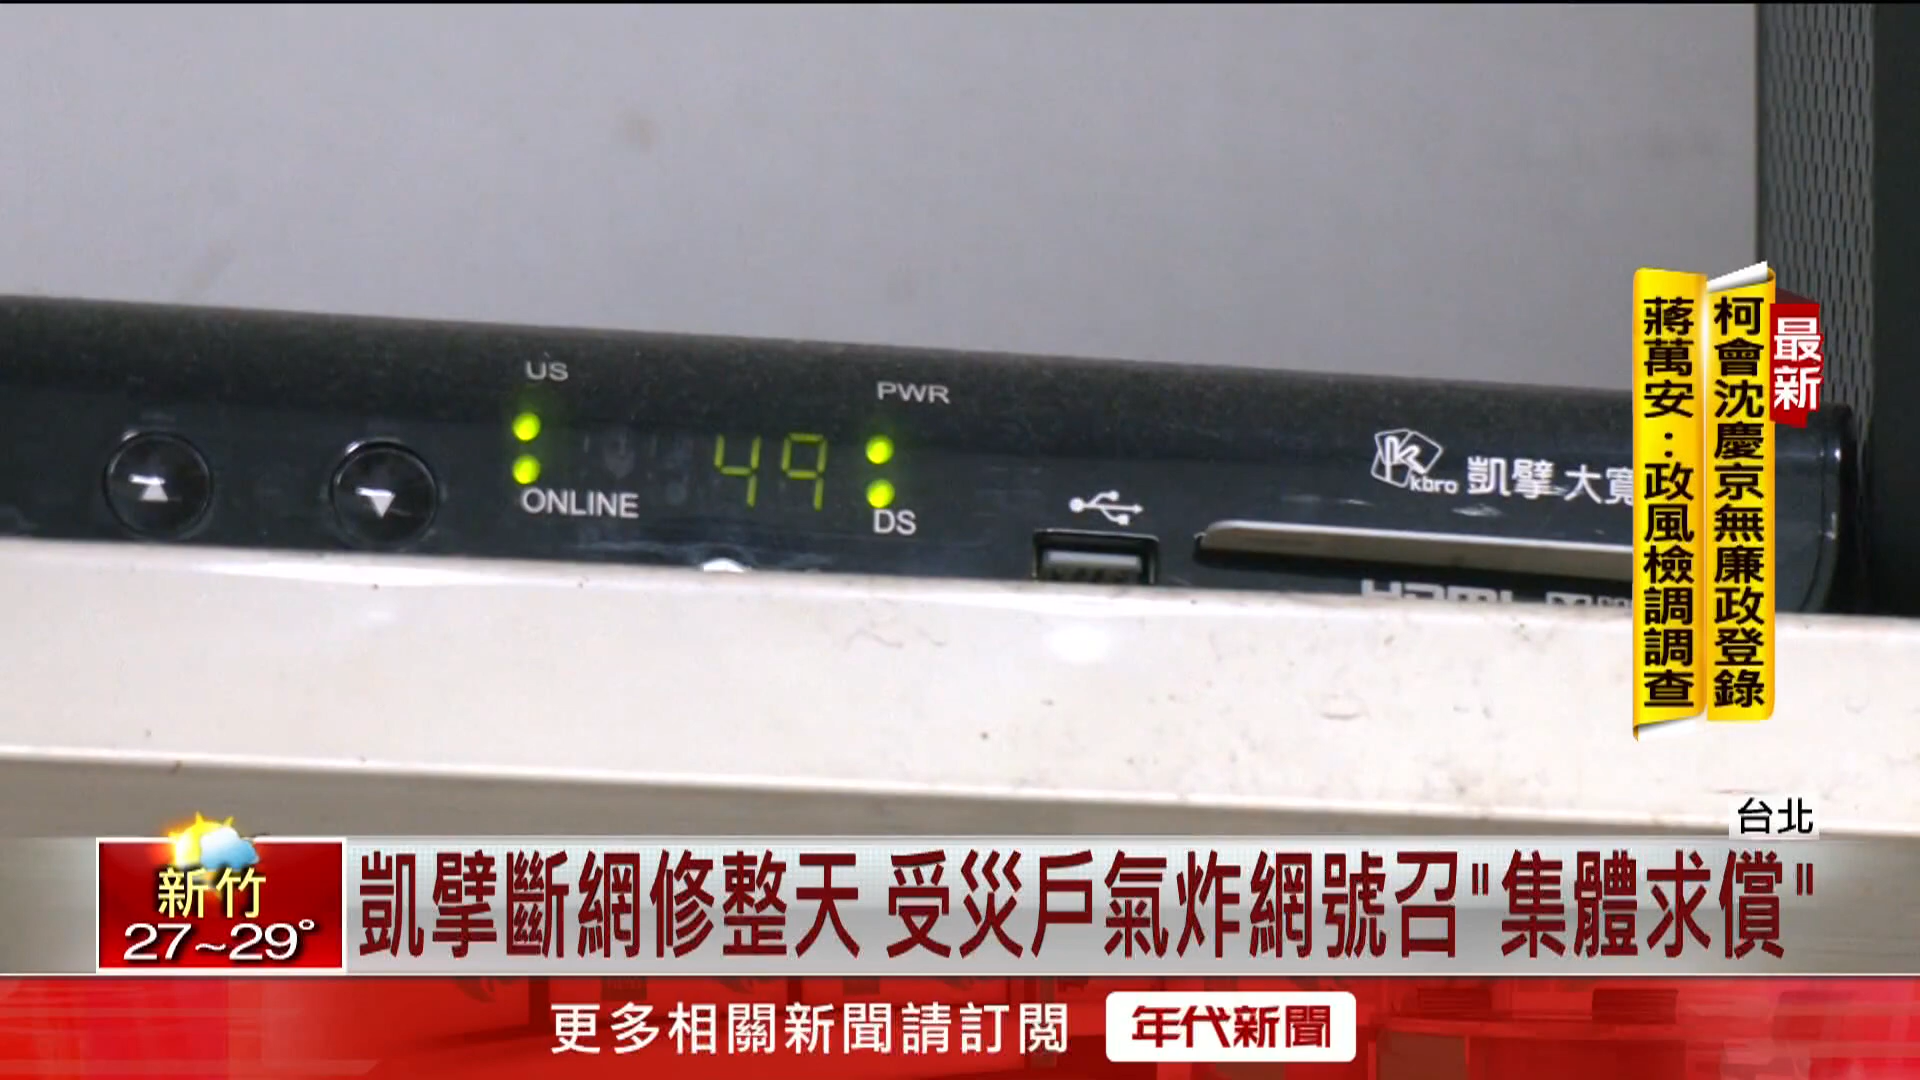 US
PWR
49
ONLINE
DS
kbro 凱擘大寬
最新
柯會沈慶京無廉政登錄
蔣萬安：政風檢調調查
台北
新竹
27~29°
凱擘斷網修整天 受災戶氣炸網號召"集體求償"
更多相關新聞請訂閱 年代新聞